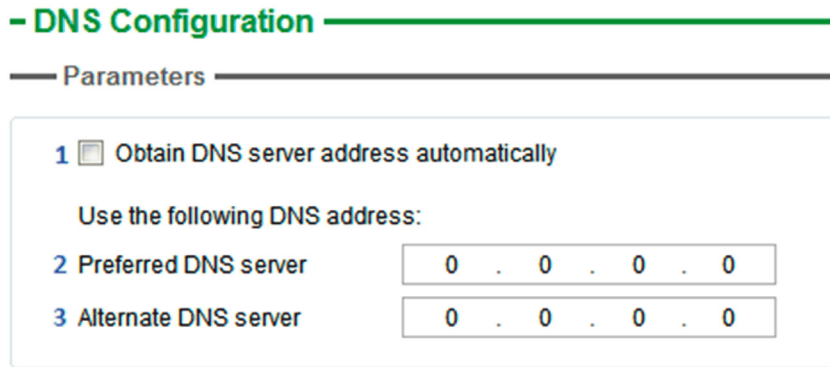 DNS Configuration
Parameters
1 Obtain DNS server address automatically
Use the following DNS address:
2 Preferred DNS server 0 . 0 . 0 . 0
3 Alternate DNS server 0 . 0 . 0 . 0